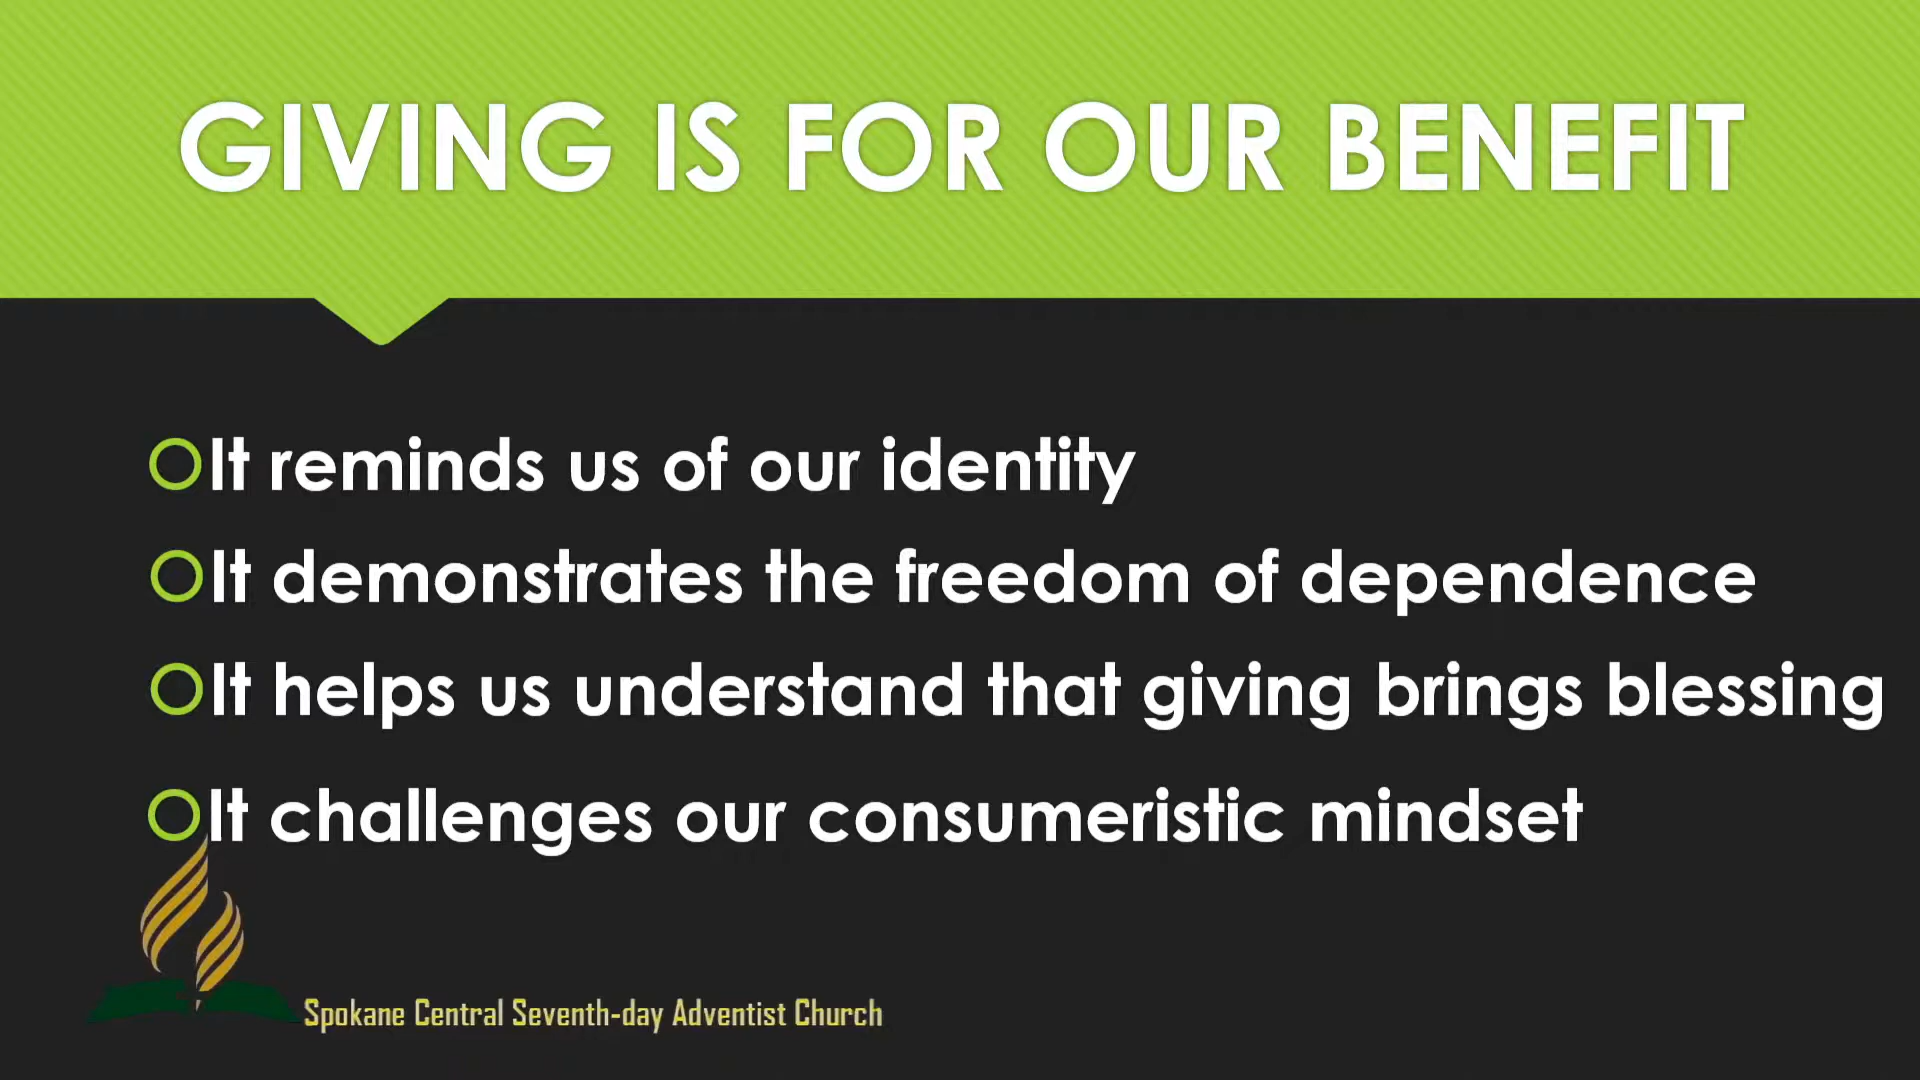 GIVING IS FOR OUR BENEFIT
It reminds us of our identity
It demonstrates the freedom of dependence
It helps us understand that giving brings blessing
It challenges our consumeristic mindset
Spokane Central Seventh-day Adventist Church